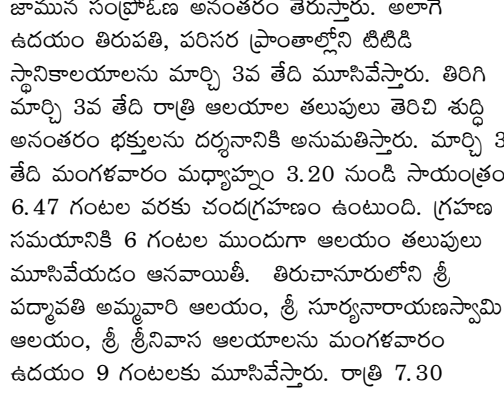 జామున సంప్రోక్షణ అనంతరం తెరుస్తారు. అలాగే
ఉదయం తిరుపతి, పరిసర ప్రాంతాల్లోని టిటిడి
స్థానికాలయాలను మార్చి 3వ తేది మూసివేస్తారు. తిరిగి
మార్చి 3వ తేది రాత్రి ఆలయాల తలుపులు తెరిచి శుద్ధి
అనంతరం భక్తులను దర్శనానికి అనుమతిస్తారు. మార్చి 3
తేది మంగళవారం మధ్యాహ్నం 3.20 నుండి సాయంత్రం
6.47 గంటల వరకు చంద్రగ్రహణం ఉంటుంది. గ్రహణ
సమయానికి 6 గంటల ముందుగా ఆలయం తలుపులు
మూసివేయడం ఆనవాయితీ. తిరుచానూరులోని శ్రీ
పద్మావతి అమ్మవారి ఆలయం, శ్రీ సూర్యనారాయణస్వామి
ఆలయం, శ్రీ శ్రీనివాస ఆలయాలను మంగళవారం
ఉదయం 9 గంటలకు మూసివేస్తారు. రాత్రి 7.30